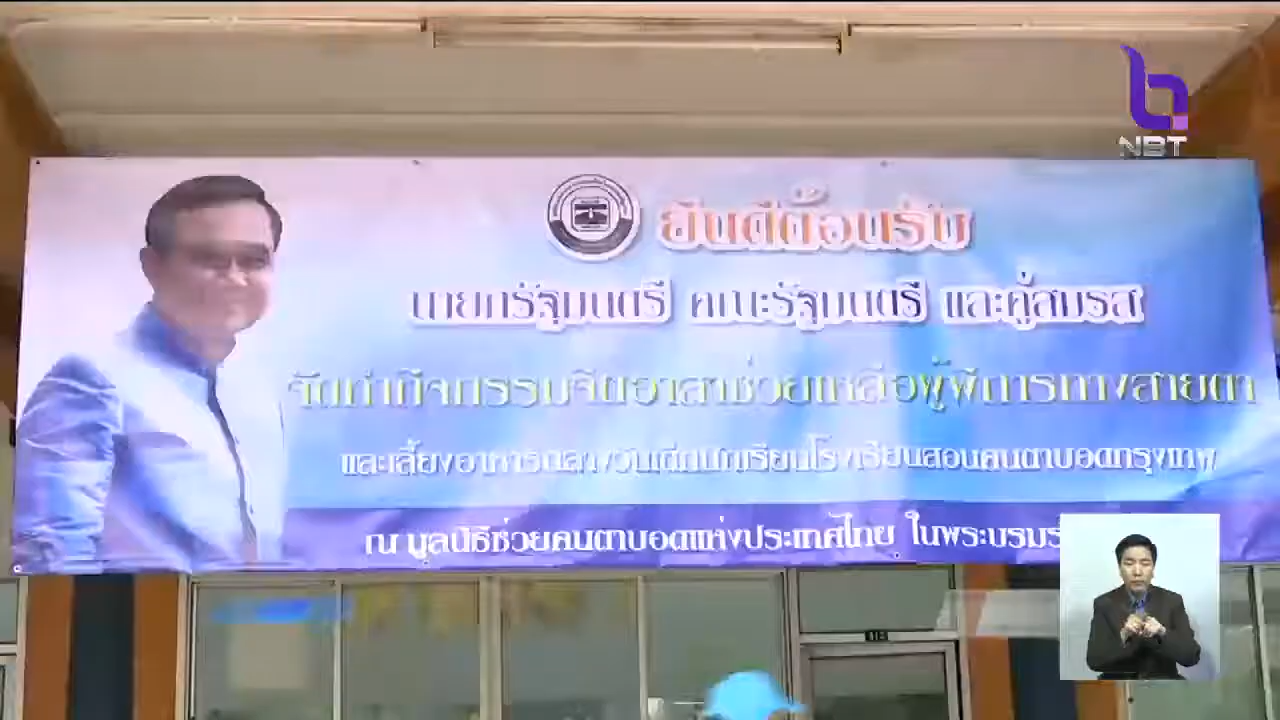 NBT
ยินดีต้อนรับ
นายกรัฐมนตรี คณะรัฐมนตรี และคู่สมรส
จัดทำกิจกรรมจิตอาสาช่วยเหลือผู้พิการทางสายตา
และเลี้ยงอาหารกลางวันเด็กนักเรียนโรงเรียนสอนคนตาบอดกรุงเทพ
ณ มูลนิธิช่วยคนตาบอดแห่งประเทศไทย ในพระบรม